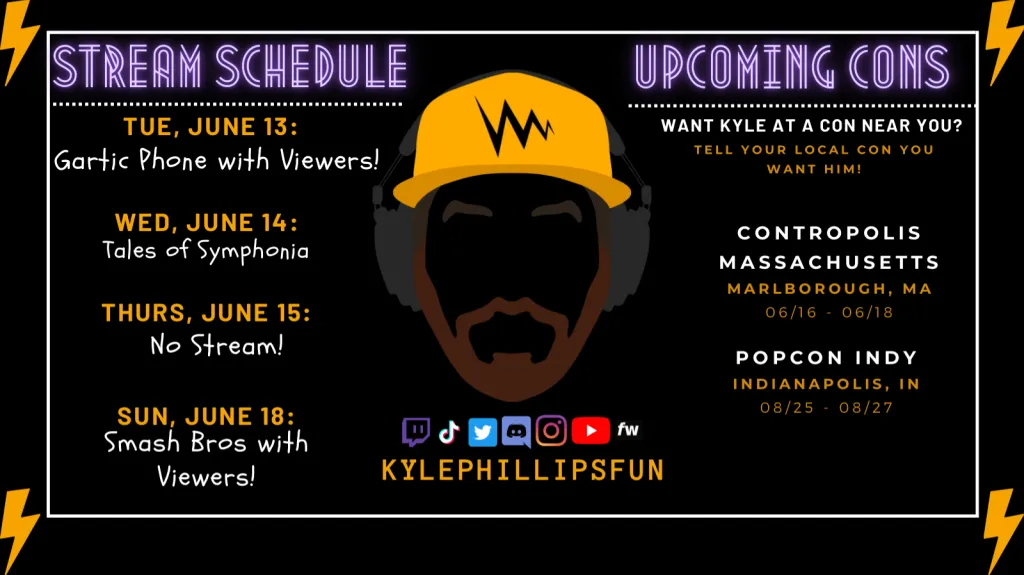 STREAM SCHEDULE
TUE, JUNE 13:
Gartic Phone with Viewers!
WED, JUNE 14:
Tales of Symphonia
THURS, JUNE 15:
No Stream!
SUN, JUNE 18:
Smash Bros with
Viewers!
fw
KYLEPHILLIPSFUN
UPCOMING CONS
WANT KYLE AT A CON NEAR YOU?
TELL YOUR LOCAL CON YOU
WANT HIM!
CONTROPOLIS
MASSACHUSETTS
MARLBOROUGH, MA
06/16 - 06/18
POPCON INDY
INDIANAPOLIS, IN
08/25 - 08/27